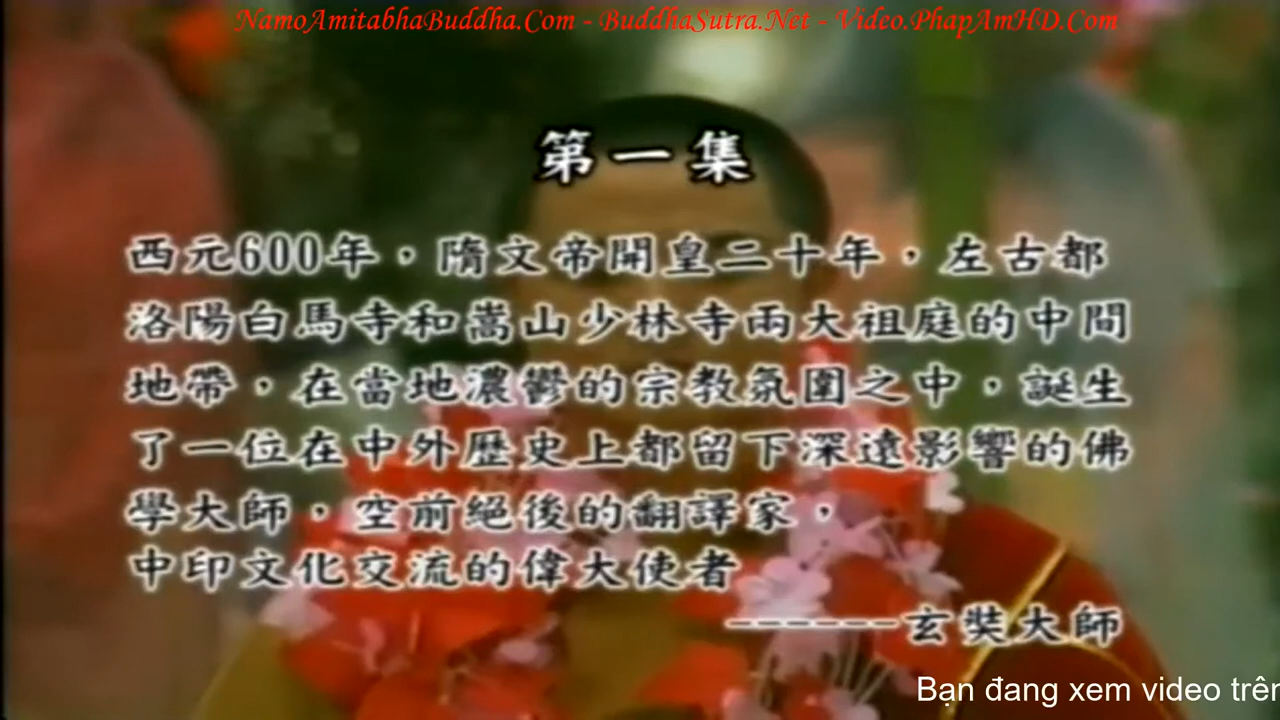 NamoAmitabhaBuddha.Com - BuddhaSutra.Net - Video.PhapAmHD.Com
第一集
西元600年，隋文帝開皇二十年，左古都
洛陽白馬寺和嵩山少林寺兩大祖庭的中間
地帶，在當地濃鬱的宗教氛圍之中，誕生
了一位在中外歷史上都留下深遠影響的佛
學大師，空前絕後的翻譯家，
中印文化交流的偉大使者
------玄奘大師
Bạn đang xem video trên